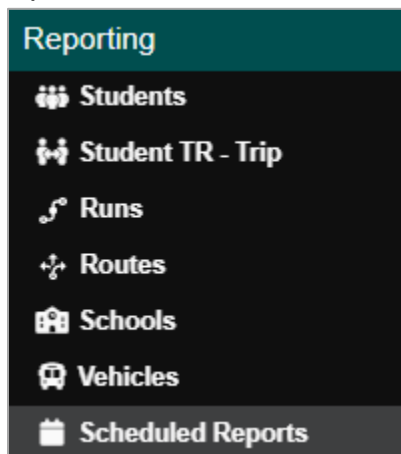 Reporting
Students
Student TR - Trip
Runs
Routes
Schools
Vehicles
Scheduled Reports